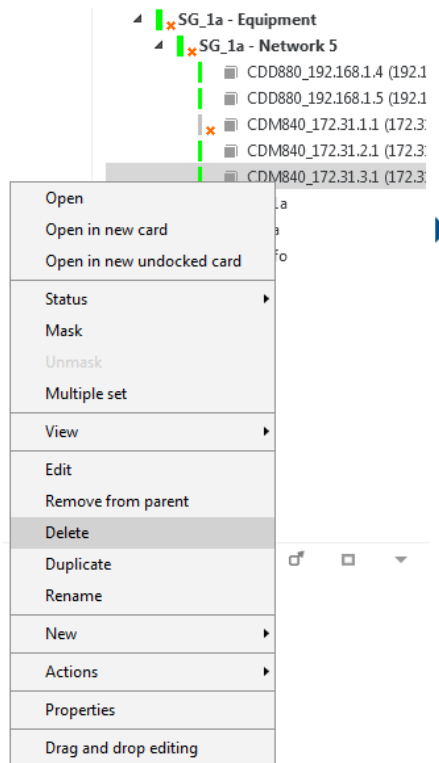 SG_1a - Equipment
SG_1a - Network 5
CDD880_192.168.1.4 (192.1
CDD880_192.168.1.5 (192.1
CDM840_172.31.1.1 (172.3
CDM840_172.31.2.1 (172.3
CDM840_172.31.3.1 (172.3
Open
Open in new card
Open in new undocked card
Status
Mask
Unmask
Multiple set
View
Edit
Remove from parent
Delete
Duplicate
Rename
New
Actions
Properties
Drag and drop editing